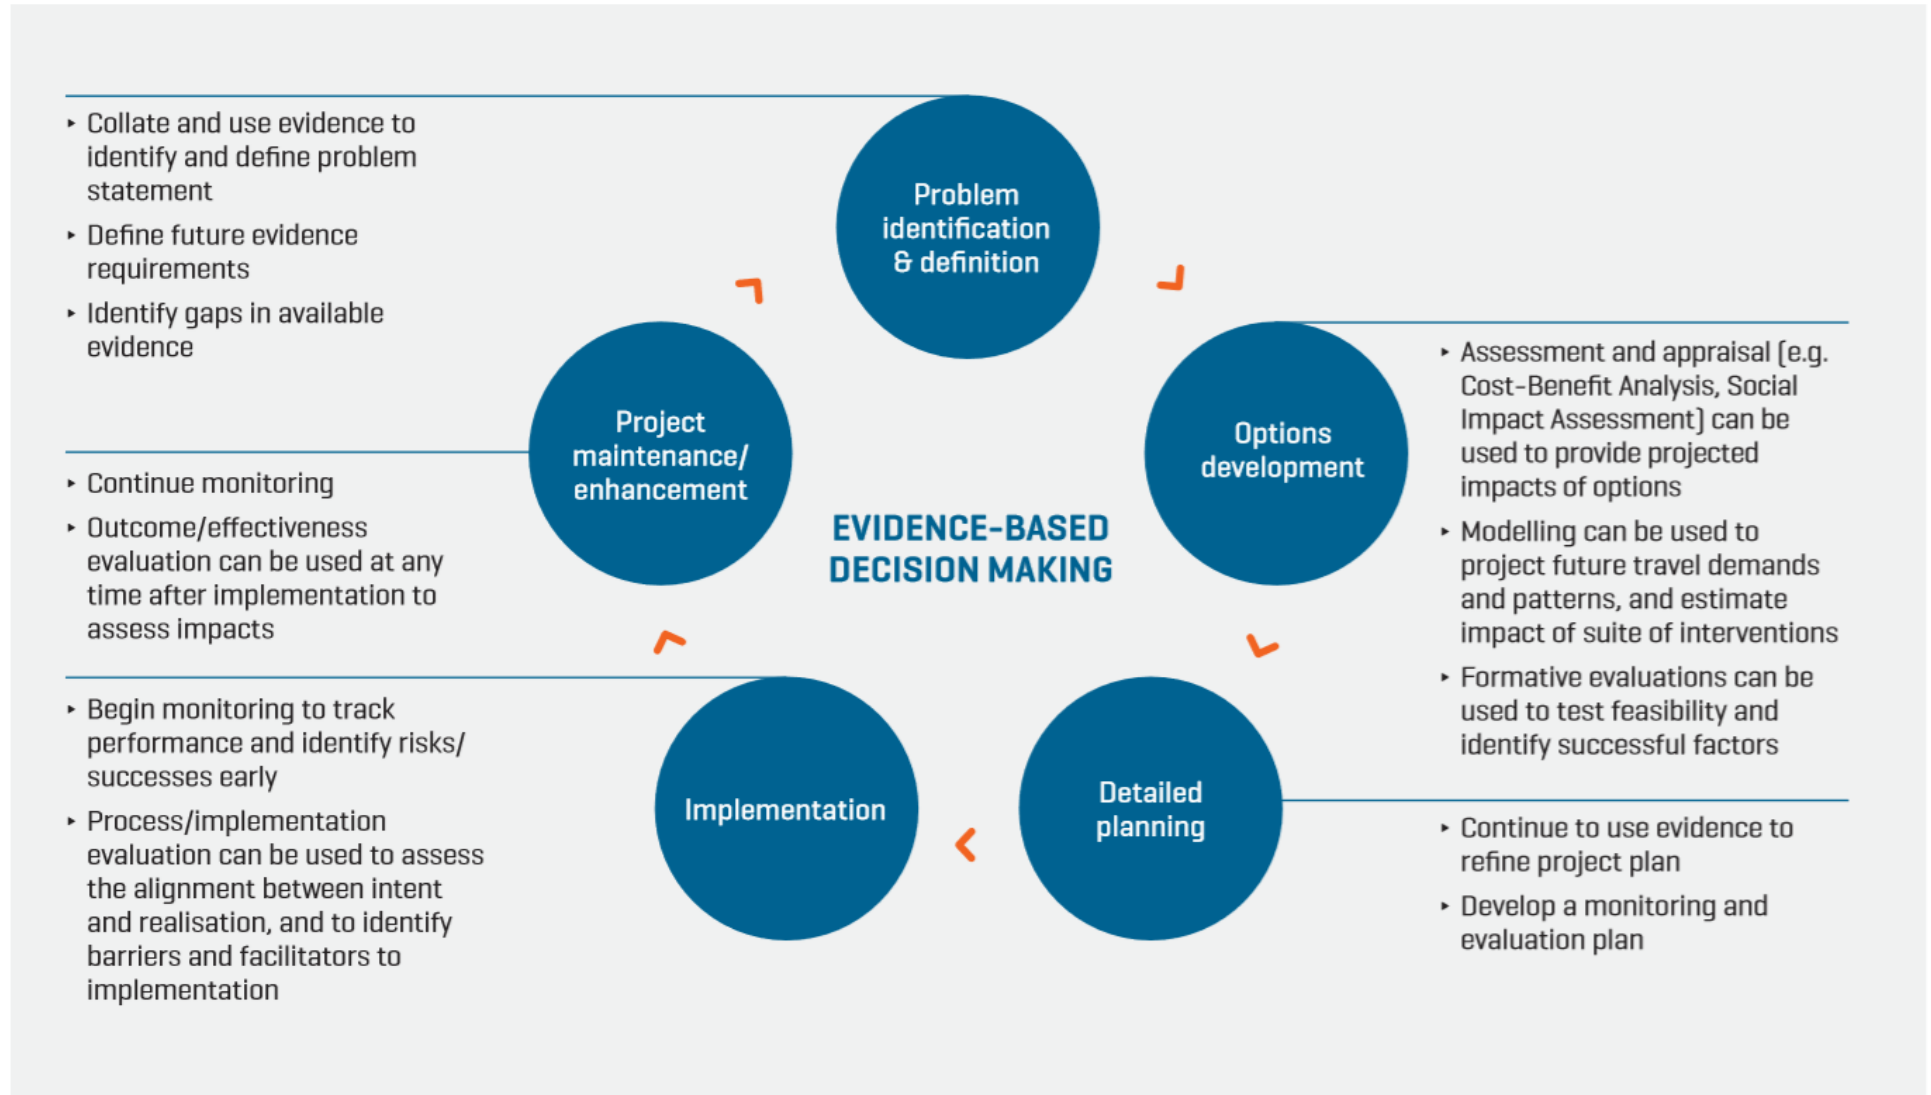 Problem
identification
& definition
▸ Collate and use evidence to
identify and define problem
statement
▸ Define future evidence
requirements
▸ Identify gaps in available
evidence
Options
development
▸ Assessment and appraisal (e.g.
Cost-Benefit Analysis, Social
Impact Assessment) can be
used to provide projected
impacts of options
▸ Modelling can be used to
project future travel demands
and patterns, and estimate
impact of suite of interventions
▸ Formative evaluations can be
used to test feasibility and
identify successful factors
Detailed
planning
▸ Continue to use evidence to
refine project plan
▸ Develop a monitoring and
evaluation plan
Implementation
▸ Begin monitoring to track
performance and identify risks/
successes early
▸ Process/implementation
evaluation can be used to assess
the alignment between intent
and realisation, and to identify
barriers and facilitators to
implementation
Project
maintenance/
enhancement
▸ Continue monitoring
▸ Outcome/effectiveness
evaluation can be used at any
time after implementation to
assess impacts
EVIDENCE-BASED
DECISION MAKING